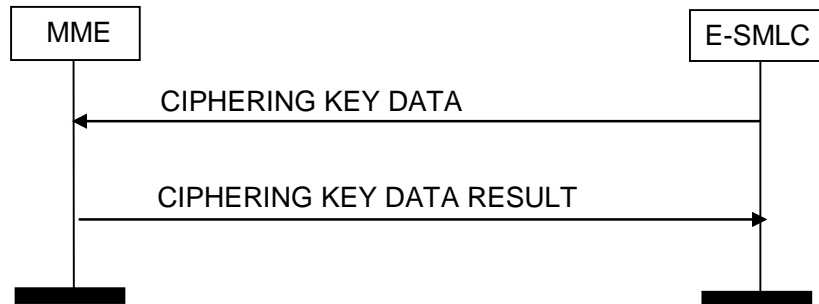 MME
E-SMLC
CIPHERING KEY DATA
CIPHERING KEY DATA RESULT